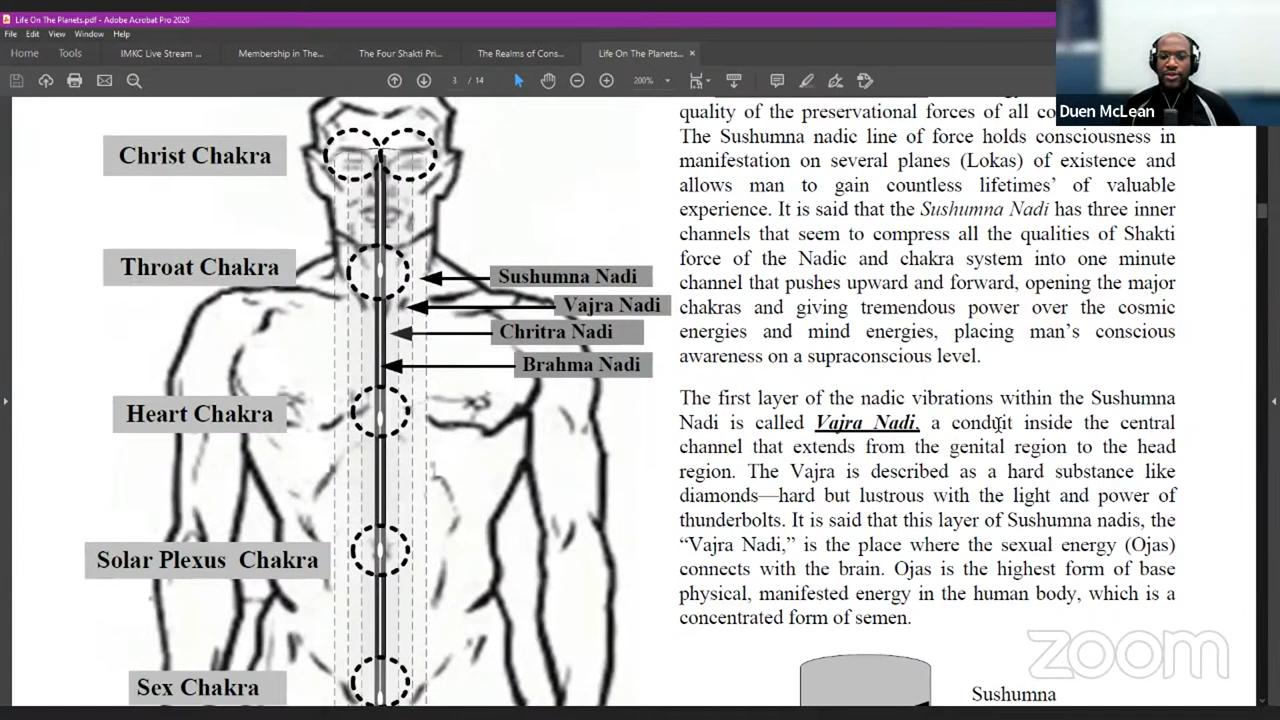 Life On The Planets.pdf - Adobe Acrobat Pro 2020
File Edit View Window Help
Home Tools IMKC Live Stream ... Membership in The... The Four Shakti Pri... The Realms of Cons... Life On The Planets... ×
3 14 200%
Duen McLean
Christ Chakra
Throat Chakra
Sushumna Nadi
Vajra Nadi
Chritra Nadi
Brahma Nadi
Heart Chakra
Solar Plexus Chakra
Sex Chakra
quality of the preservational forces of all
The Sushumna nadic line of force holds consciousness in
manifestation on several planes (Lokas) of existence and
allows man to gain countless lifetimes’ of valuable
experience. It is said that the Sushumna Nadi has three inner
channels that seem to compress all the qualities of Shakti
force of the Nadic and chakra system into one minute
channel that pushes upward and forward, opening the major
chakras and giving tremendous power over the cosmic
energies and mind energies, placing man’s conscious
awareness on a supraconscious level.
The first layer of the nadic vibrations within the Sushumna
Nadi is called Vajra Nadi, a conduit inside the central
channel that extends from the genital region to the head
region. The Vajra is described as a hard substance like
diamonds—hard but lustrous with the light and power of
thunderbolts. It is said that this layer of Sushumna nadis, the
“Vajra Nadi,” is the place where the sexual energy (Ojas)
connects with the brain. Ojas is the highest form of base
physical, manifested energy in the human body, which is a
concentrated form of semen.
Sushumna
zoom